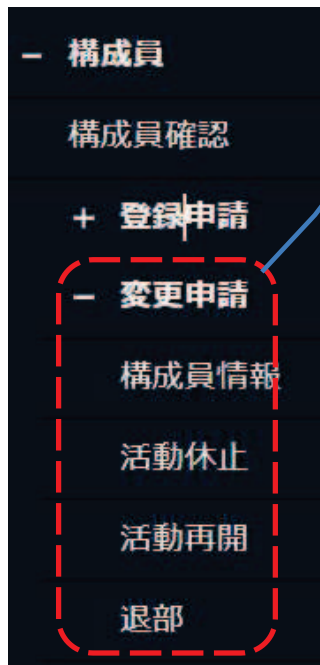 − 構成員
構成員確認
+ 登録申請
− 変更申請
構成員情報
活動休止
活動再開
退部